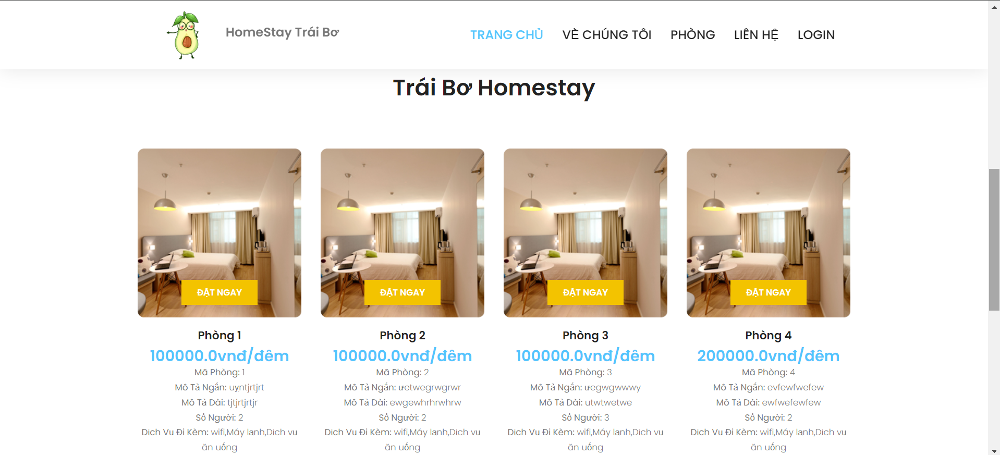 HomeStay Trái Bơ
TRANG CHỦ VỀ CHÚNG TÔI PHÒNG LIÊN HỆ LOGIN
Trái Bơ Homestay
ĐẶT NGAY ĐẶT NGAY ĐẶT NGAY ĐẶT NGAY
Phòng 1
100000.0vnđ/đêm
Mã Phòng: 1
Mô Tả Ngắn: uyntjrtjrt
Mô Tả Dài: tjtjrtjrtjr
Số Người: 2
Dịch Vụ Đi Kèm: wifi,Máy lạnh,Dịch vụ
ăn uống
Phòng 2
100000.0vnđ/đêm
Mã Phòng: 2
Mô Tả Ngắn: ưetwegrwgrwr
Mô Tả Dài: ewgewhrhrwhrw
Số Người: 2
Dịch Vụ Đi Kèm: wifi,Máy lạnh,Dịch vụ
ăn uống
Phòng 3
100000.0vnđ/đêm
Mã Phòng: 3
Mô Tả Ngắn: ưegwgwwwy
Mô Tả Dài: utwtwetwe
Số Người: 3
Dịch Vụ Đi Kèm: wifi,Máy lạnh,Dịch vụ
ăn uống
Phòng 4
200000.0vnđ/đêm
Mã Phòng: 4
Mô Tả Ngắn: evfewfwefew
Mô Tả Dài: ewfwefewfew
Số Người: 2
Dịch Vụ Đi Kèm: wifi,Máy lạnh,Dịch vụ
ăn uống